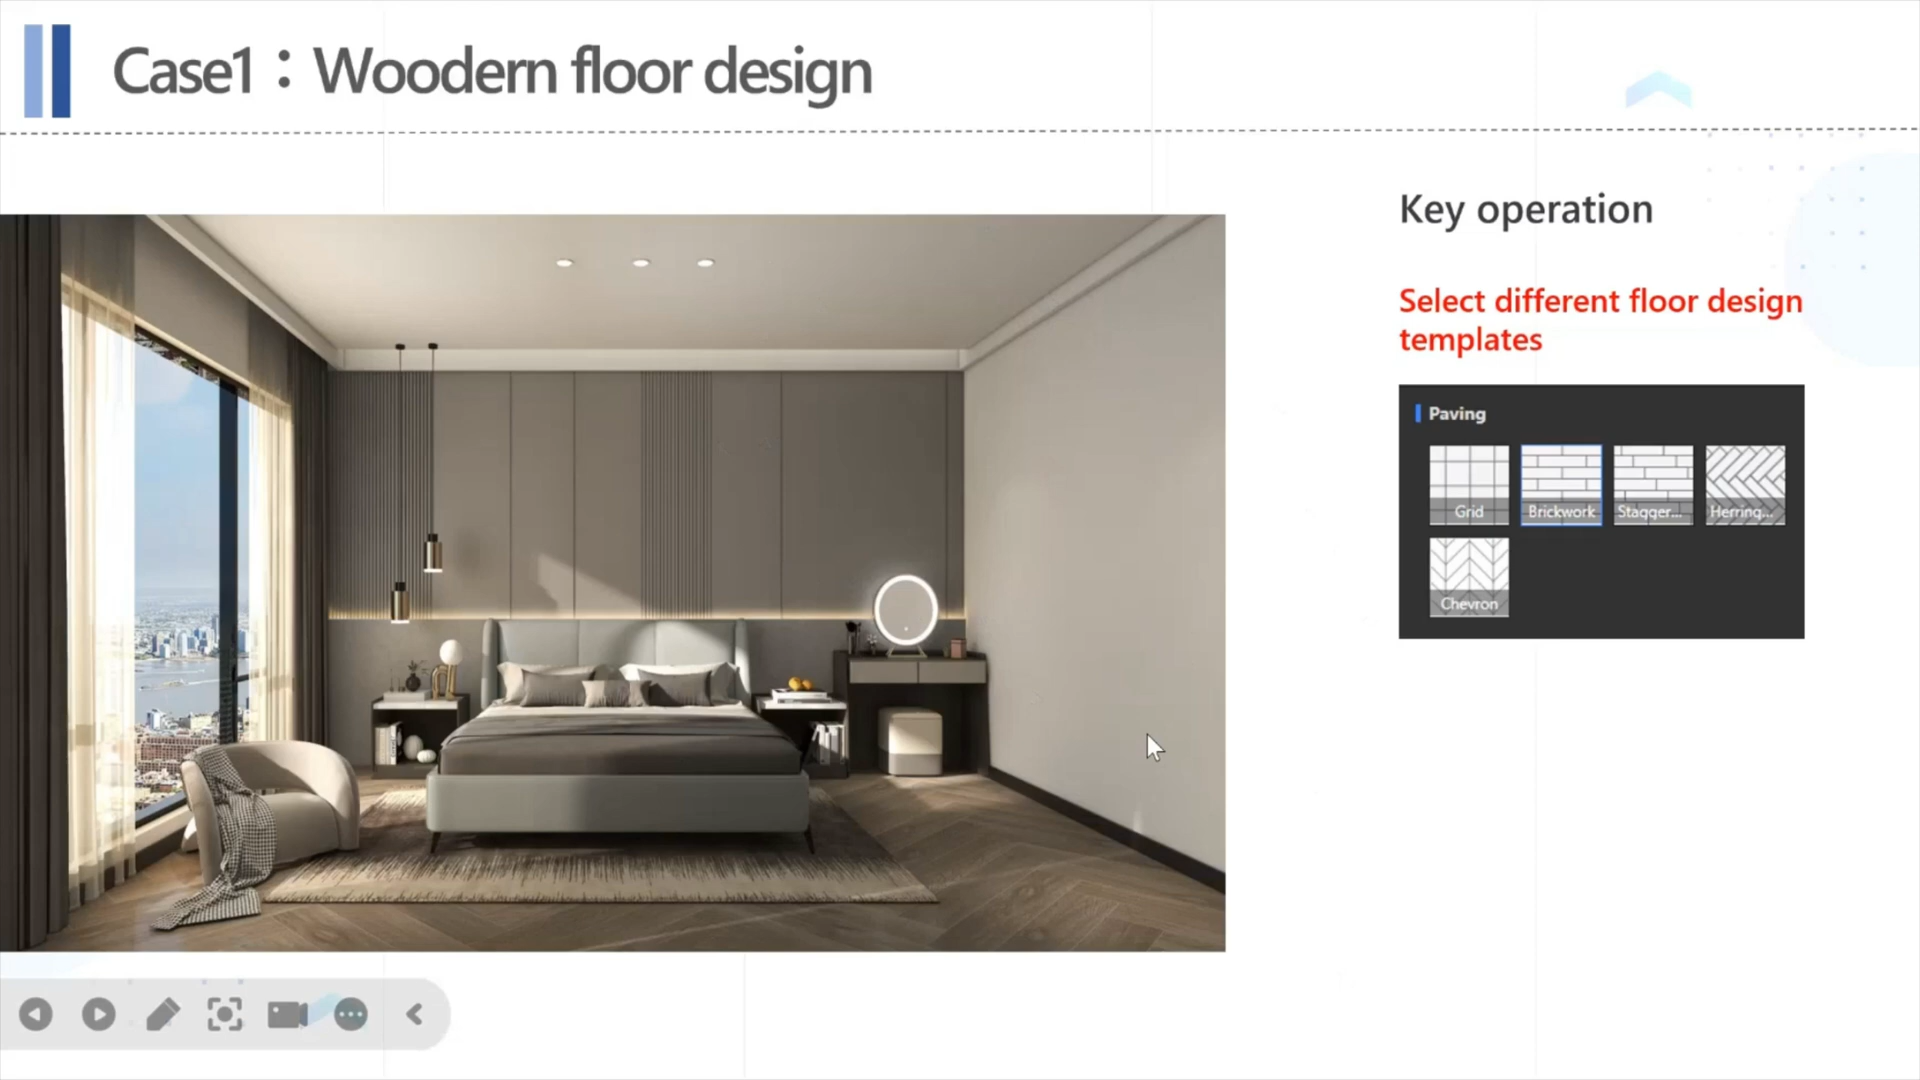 Case1：Woodern floor design
Key operation
Select different floor design
templates
Paving
Grid
Brickwork
Stagger...
Herring...
Chevron